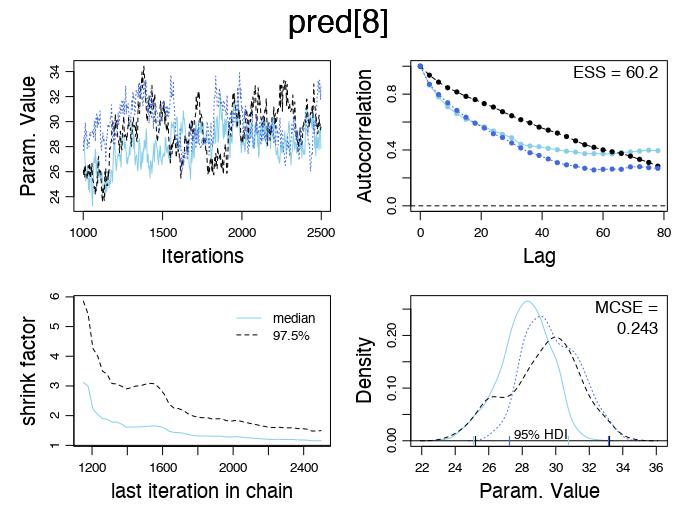 pred[8]
Param. Value
34
32
30
28
26
24
1000 1500 2000 2500
Iterations
ESS = 60.2
Autocorrelation
0.8
0.4
0.0
0 20 40 60 80
Lag
shrink factor
6
5
4
3
2
1
median
97.5%
1200 1600 2000 2400
last iteration in chain
MCSE =
0.243
Density
0.20
0.10
0.00
95% HDI
22 24 26 28 30 32 34 36
Param. Value